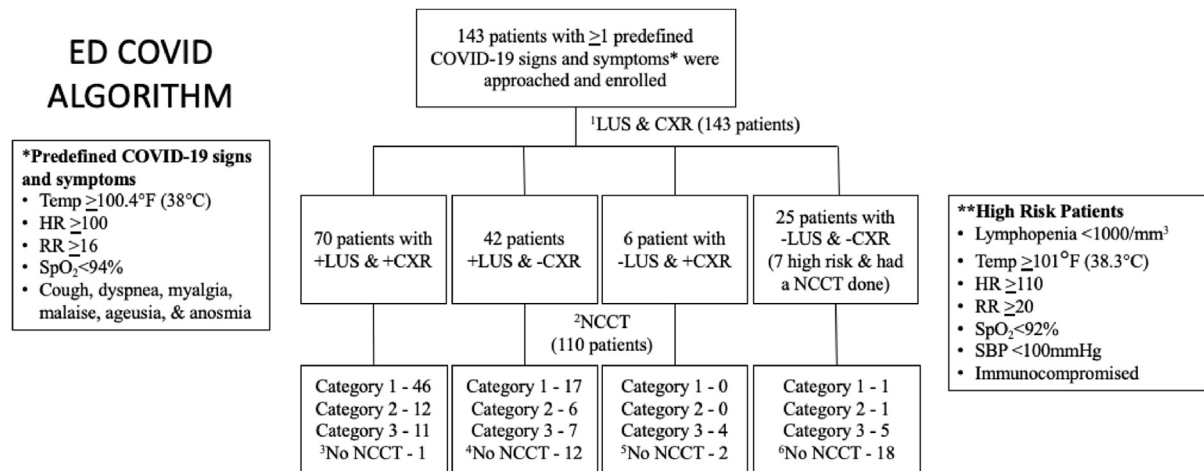 ED COVID
ALGORITHM
143 patients with ≥1 predefined
COVID-19 signs and symptoms* were
approached and enrolled
¹LUS & CXR (143 patients)
*Predefined COVID-19 signs
and symptoms
• Temp ≥100.4°F (38°C)
• HR ≥100
• RR ≥16
• SpO₂<94%
• Cough, dyspnea, myalgia,
malaise, ageusia, & anosmia
70 patients with
+LUS & +CXR
42 patients
+LUS & -CXR
6 patient with
-LUS & +CXR
25 patients with
-LUS & -CXR
(7 high risk & had
a NCCT done)
**High Risk Patients
• Lymphopenia <1000/mm³
• Temp ≥101°F (38.3°C)
• HR ≥110
• RR ≥20
• SpO₂<92%
• SBP <100mmHg
• Immunocompromised
²NCCT
(110 patients)
Category 1 - 46
Category 2 - 12
Category 3 - 11
³No NCCT - 1
Category 1 - 17
Category 2 - 6
Category 3 - 7
⁴No NCCT - 12
Category 1 - 0
Category 2 - 0
Category 3 - 4
⁵No NCCT - 2
Category 1 - 1
Category 2 - 1
Category 3 - 5
⁶No NCCT - 18